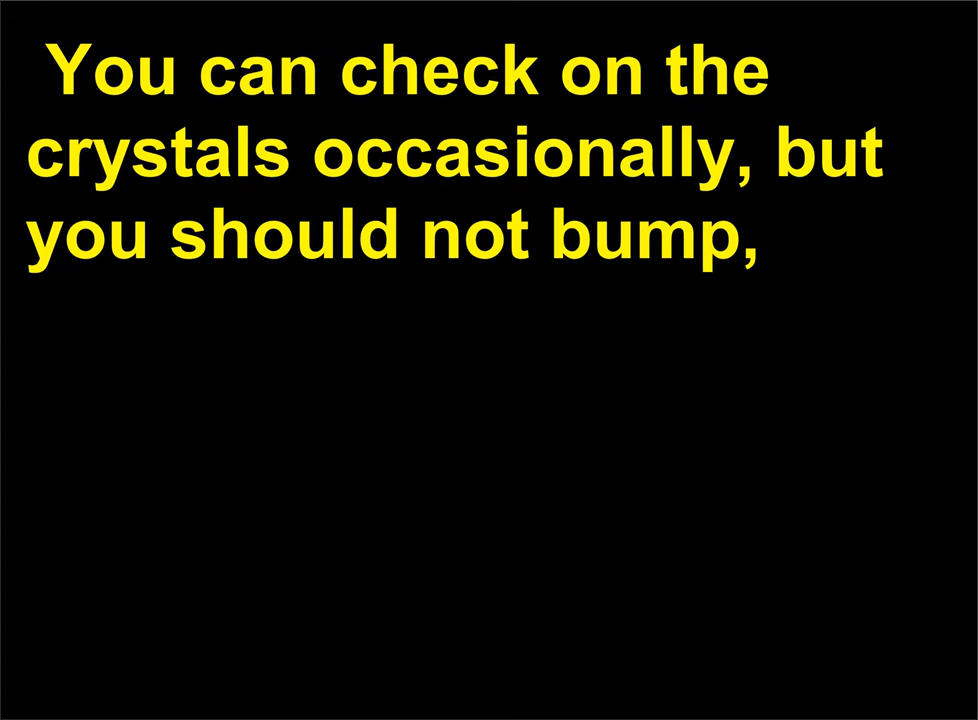 You can check on the
crystals occasionally, but
you should not bump,